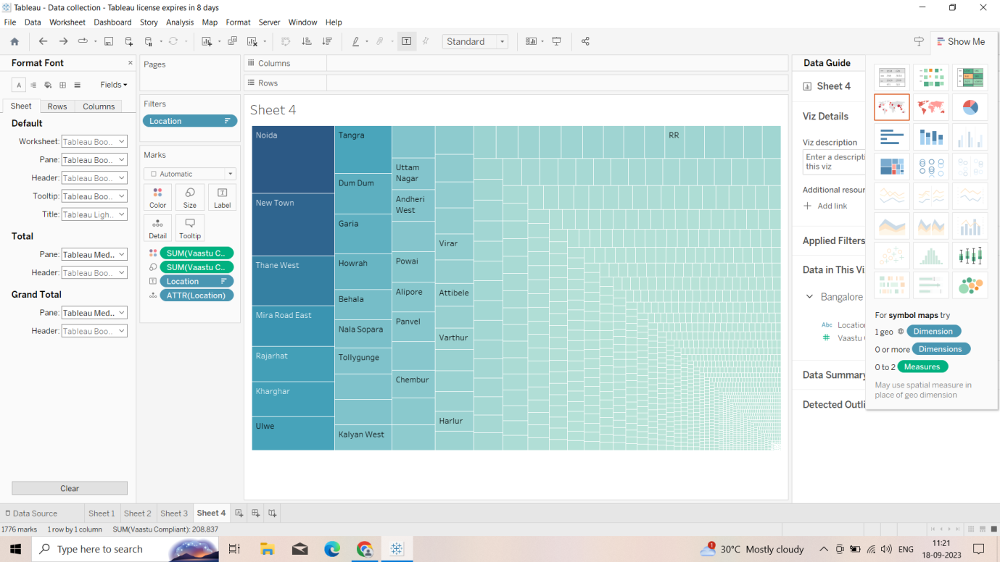 Tableau - Data collection - Tableau license expires in 8 days
File Data Worksheet Dashboard Story Analysis Map Format Server Window Help
Standard
Show Me
Format Font
Fields
Sheet Rows Columns
Default
Worksheet: Tableau Boo..
Pane: Tableau Boo..
Header: Tableau Boo..
Tooltip: Tableau Boo..
Title: Tableau Ligh..
Total
Pane: Tableau Med..
Header: Tableau Boo..
Grand Total
Pane: Tableau Med..
Header: Tableau Boo..
Clear
Pages
Filters
Location
Marks
Automatic
Color Size Label
Detail Tooltip
SUM(Vaastu C..
SUM(Vaastu C..
Location
ATTR(Location)
Columns
Rows
Sheet 4
Noida
New Town
Thane West
Mira Road East
Rajarhat
Kharghar
Ulwe
Tangra
Dum Dum
Garia
Howrah
Behala
Nala Sopara
Tollygunge
Kalyan West
Uttam
Nagar
Andheri
West
Powai
Alipore
Panvel
Chembur
Virar
Attibele
Varthur
Harlur
RR
Data Guide
Sheet 4
Viz Details
Viz description
Enter a descripti
this viz
Additional resour
Add link
Applied Filters
Data in This Vi
Bangalore
Abc Location
Vaastu
Data Summary
Detected Outli
For symbol maps try
1 geo Dimension
0 or more Dimensions
0 to 2 Measures
May use spatial measure in
place of geo dimension
Data Source Sheet 1 Sheet 2 Sheet 3 Sheet 4
1776 marks 1 row by 1 column SUM(Vaastu Compliant): 208.837
Type here to search
1
30°C Mostly cloudy
ENG
11:21
18-09-2023